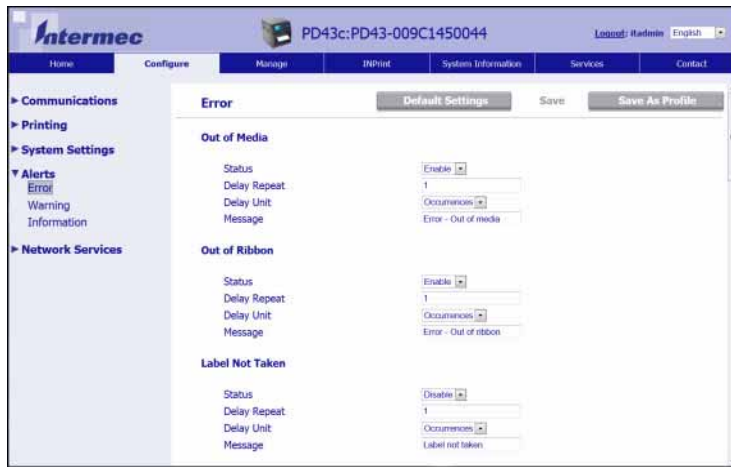 Intermec
PD43c:PD43-009C1450044
Logout: itadmin English
Home Configure Manage INPrint System Information Services Contact
Communications
Printing
System Settings
Alerts
Error
Warning
Information
Network Services
Error Default Settings Save Save As Profile
Out of Media
Status Enable
Delay Repeat 1
Delay Unit Occurrences
Message Error - Out of media
Out of Ribbon
Status Enable
Delay Repeat 1
Delay Unit Occurrences
Message Error - Out of ribbon
Label Not Taken
Status Disable
Delay Repeat 1
Delay Unit Occurrences
Message Label not taken